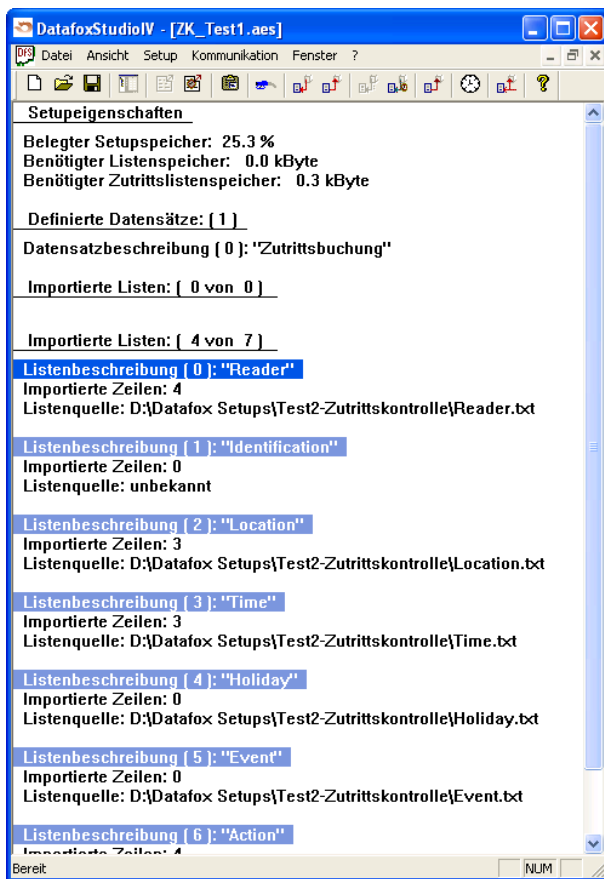 DatafoxStudioIV - [ZK_Test1.aes]
DFS Datei Ansicht Setup Kommunikation Fenster ?
Setupeigenschaften
Belegter Setupspeicher: 25.3 %
Benötigter Listenspeicher: 0.0 kByte
Benötigter Zutrittslistenspeicher: 0.3 kByte
Definierte Datensätze: ( 1 )
Datensatzbeschreibung ( 0 ): "Zutrittsbuchung"
Importierte Listen: ( 0 von 0 )
Importierte Listen: ( 4 von 7 )
Listenbeschreibung ( 0 ): "Reader"
Importierte Zeilen: 4
Listenquelle: D:\Datafox Setups\Test2-Zutrittskontrolle\Reader.txt
Listenbeschreibung ( 1 ): "Identification"
Importierte Zeilen: 0
Listenquelle: unbekannt
Listenbeschreibung ( 2 ): "Location"
Importierte Zeilen: 3
Listenquelle: D:\Datafox Setups\Test2-Zutrittskontrolle\Location.txt
Listenbeschreibung ( 3 ): "Time"
Importierte Zeilen: 3
Listenquelle: D:\Datafox Setups\Test2-Zutrittskontrolle\Time.txt
Listenbeschreibung ( 4 ): "Holiday"
Importierte Zeilen: 0
Listenquelle: D:\Datafox Setups\Test2-Zutrittskontrolle\Holiday.txt
Listenbeschreibung ( 5 ): "Event"
Importierte Zeilen: 0
Listenquelle: D:\Datafox Setups\Test2-Zutrittskontrolle\Event.txt
Listenbeschreibung ( 6 ): "Action"
Importierte Zeilen: 4
Bereit NUM